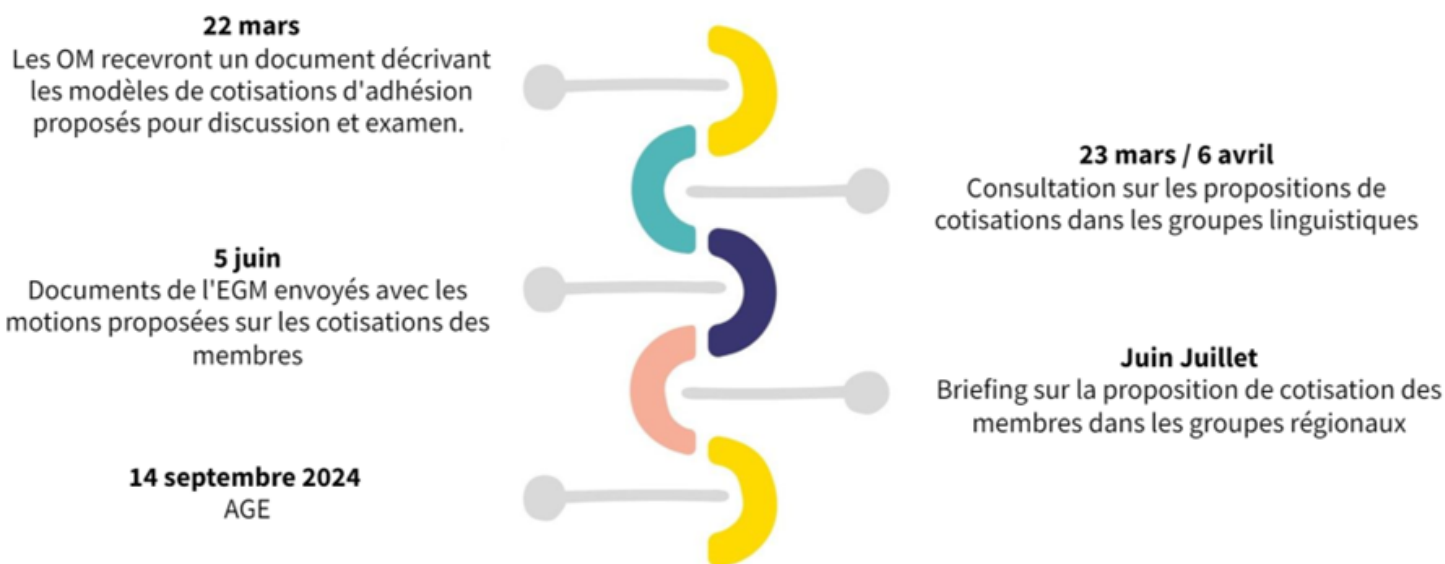 22 mars
Les OM recevront un document décrivant
les modèles de cotisations d'adhésion
proposés pour discussion et examen.
23 mars / 6 avril
Consultation sur les propositions de
cotisations dans les groupes linguistiques
5 juin
Documents de l'EGM envoyés avec les
motions proposées sur les cotisations des
membres
Juin Juillet
Briefing sur la proposition de cotisation des
membres dans les groupes régionaux
14 septembre 2024
AGE